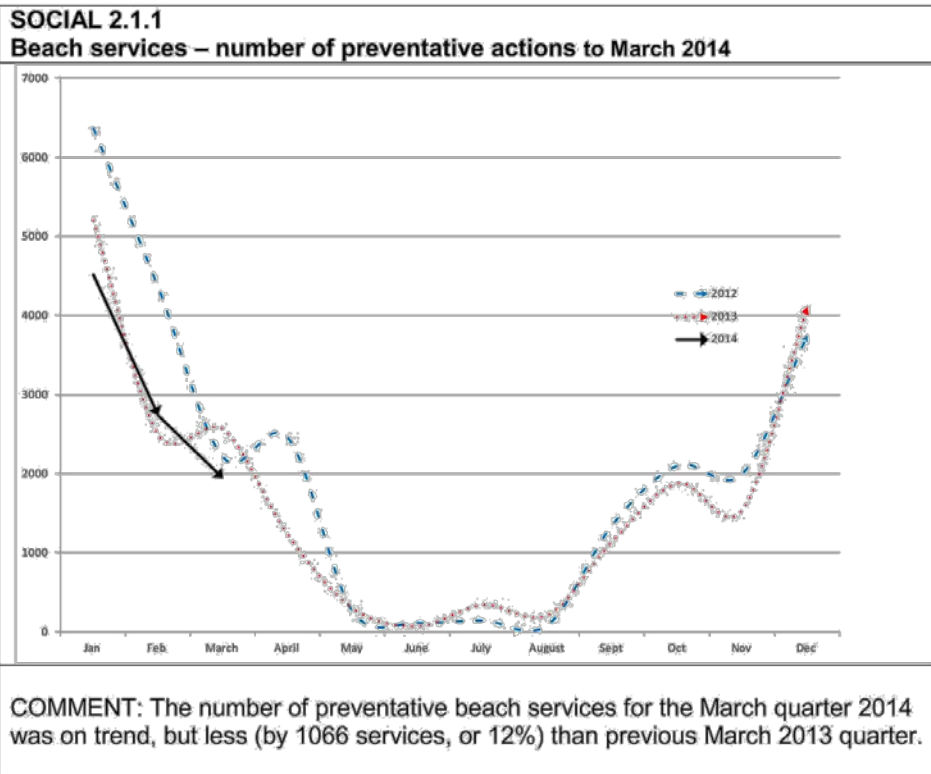 SOCIAL 2.1.1
Beach services – number of preventative actions to March 2014
7000
6000
5000
4000
3000
2000
1000
0
2012
2013
2014
Jan Feb March April May June July August Sept Oct Nov Dec
COMMENT: The number of preventative beach services for the March quarter 2014
was on trend, but less (by 1066 services, or 12%) than previous March 2013 quarter.